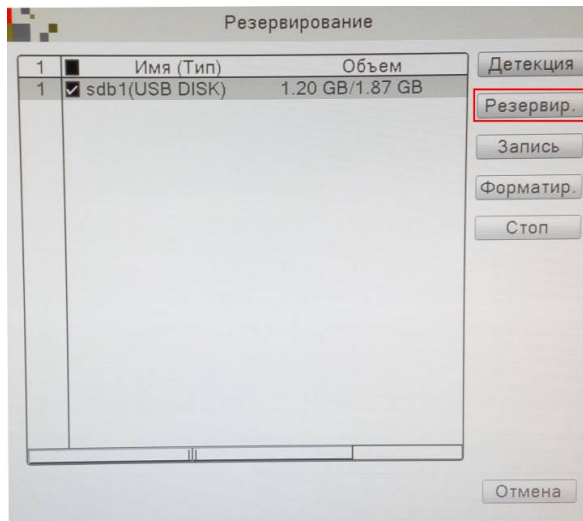 Резервирование
1 Имя (Тип) Объем
1 sdb1(USB DISK) 1.20 GB/1.87 GB
Детекция
Резервир.
Запись
Форматир.
Стоп
Отмена